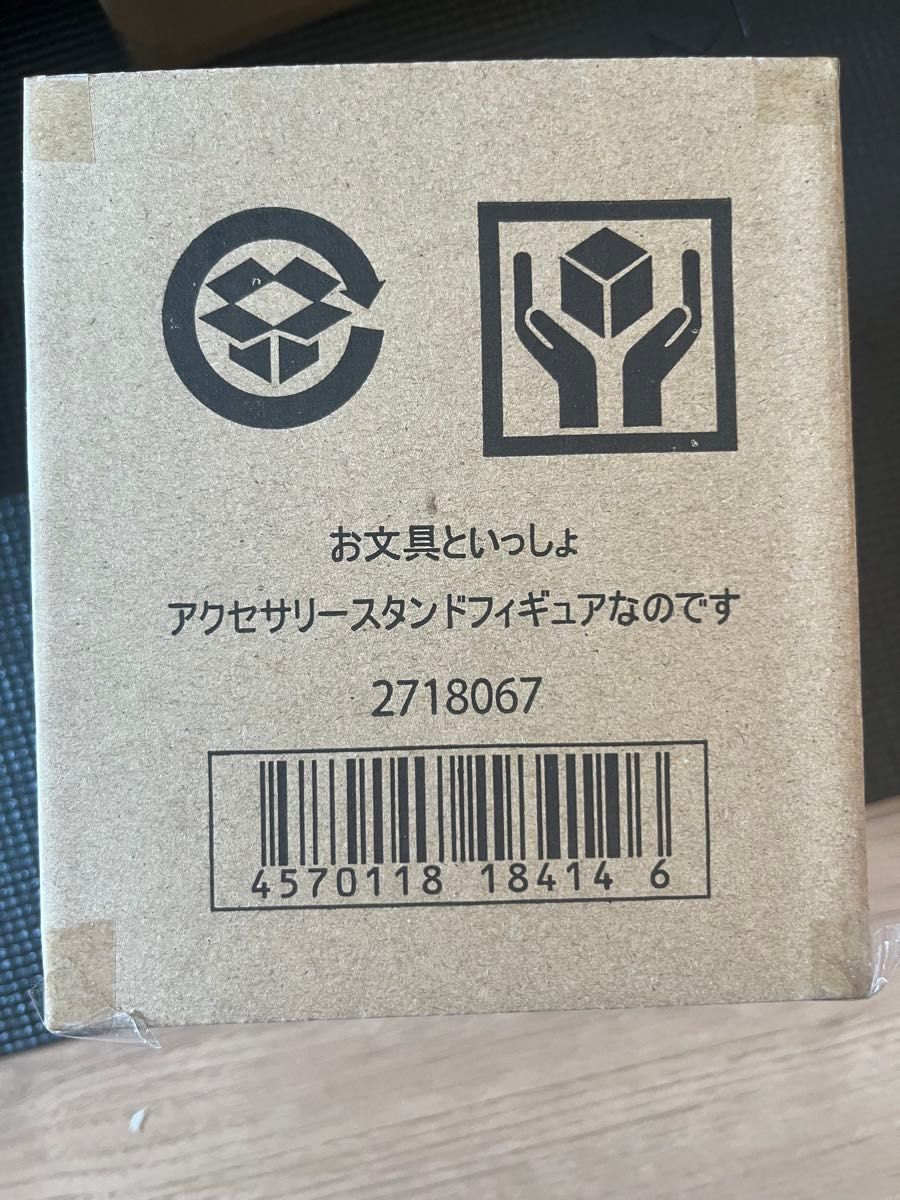 お文具といっしょ
アクセサリースタンドフィギュアなのです
2718067
4570118 18414 6